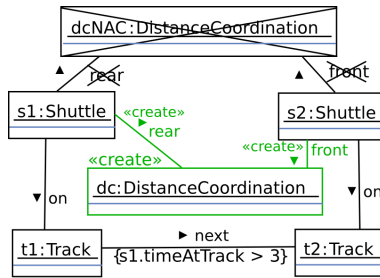 dcNAC:DistanceCoordination
rear
front
s1:Shuttle
s2:Shuttle
«create»
rear
«create»
«create»
front
dc:DistanceCoordination
on
on
next
t1:Track
t2:Track
{s1.timeAtTrack > 3}